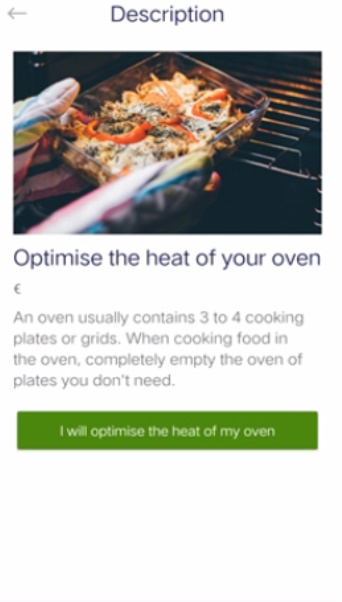 Description
Optimise the heat of your oven
€
An oven usually contains 3 to 4 cooking
plates or grids. When cooking food in
the oven, completely empty the oven of
plates you don't need.
I will optimise the heat of my oven